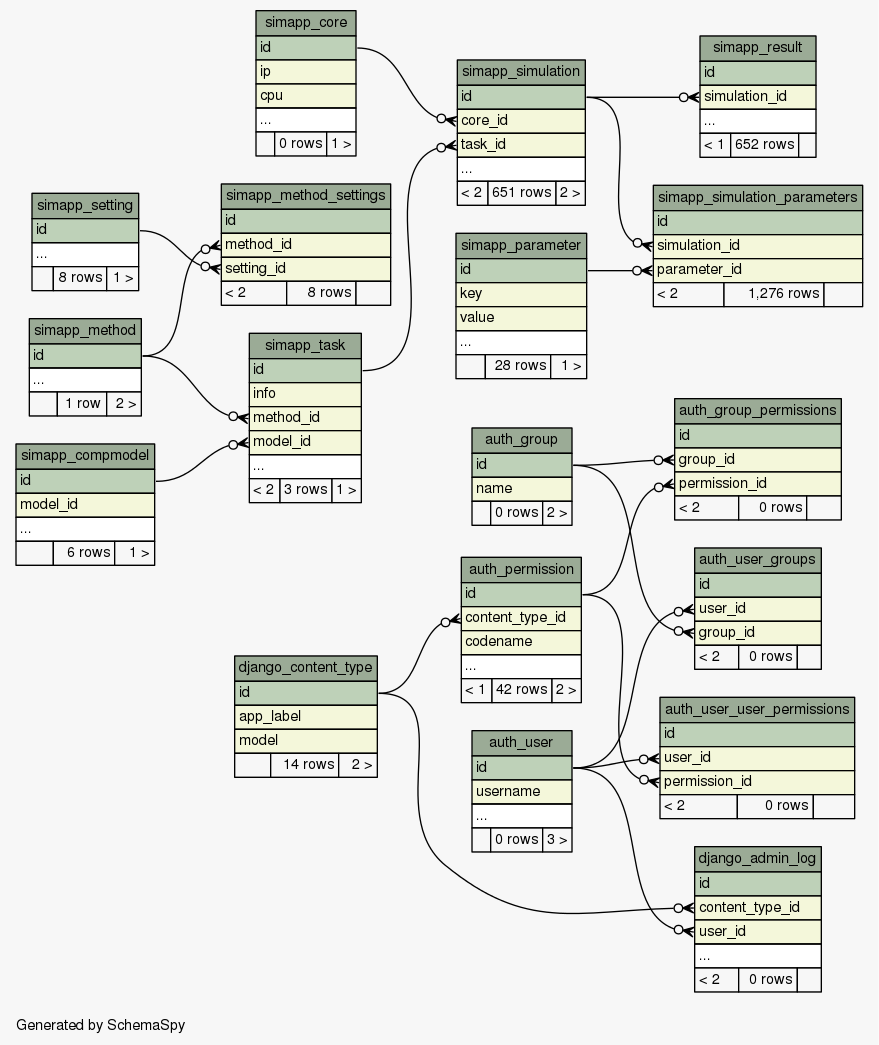 simapp_core
id
ip
cpu
...
0 rows 1 >
simapp_simulation
id
core_id
task_id
...
< 2 651 rows 2 >
simapp_result
id
simulation_id
...
< 1 652 rows
simapp_setting
id
...
8 rows 1 >
simapp_method_settings
id
method_id
setting_id
< 2 8 rows
simapp_parameter
id
key
value
...
28 rows 1 >
simapp_simulation_parameters
id
simulation_id
parameter_id
< 2 1,276 rows
simapp_method
id
...
1 row 2 >
simapp_task
id
info
method_id
model_id
...
< 2 3 rows 1 >
simapp_compmodel
id
model_id
...
6 rows 1 >
auth_group
id
name
0 rows 2 >
auth_group_permissions
id
group_id
permission_id
< 2 0 rows
auth_permission
id
content_type_id
codename
...
< 1 42 rows 2 >
auth_user_groups
id
user_id
group_id
< 2 0 rows
django_content_type
id
app_label
model
14 rows 2 >
auth_user
id
username
...
0 rows 3 >
auth_user_user_permissions
id
user_id
permission_id
< 2 0 rows
django_admin_log
id
content_type_id
user_id
...
< 2 0 rows
Generated by SchemaSpy